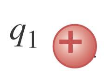 q₁ +